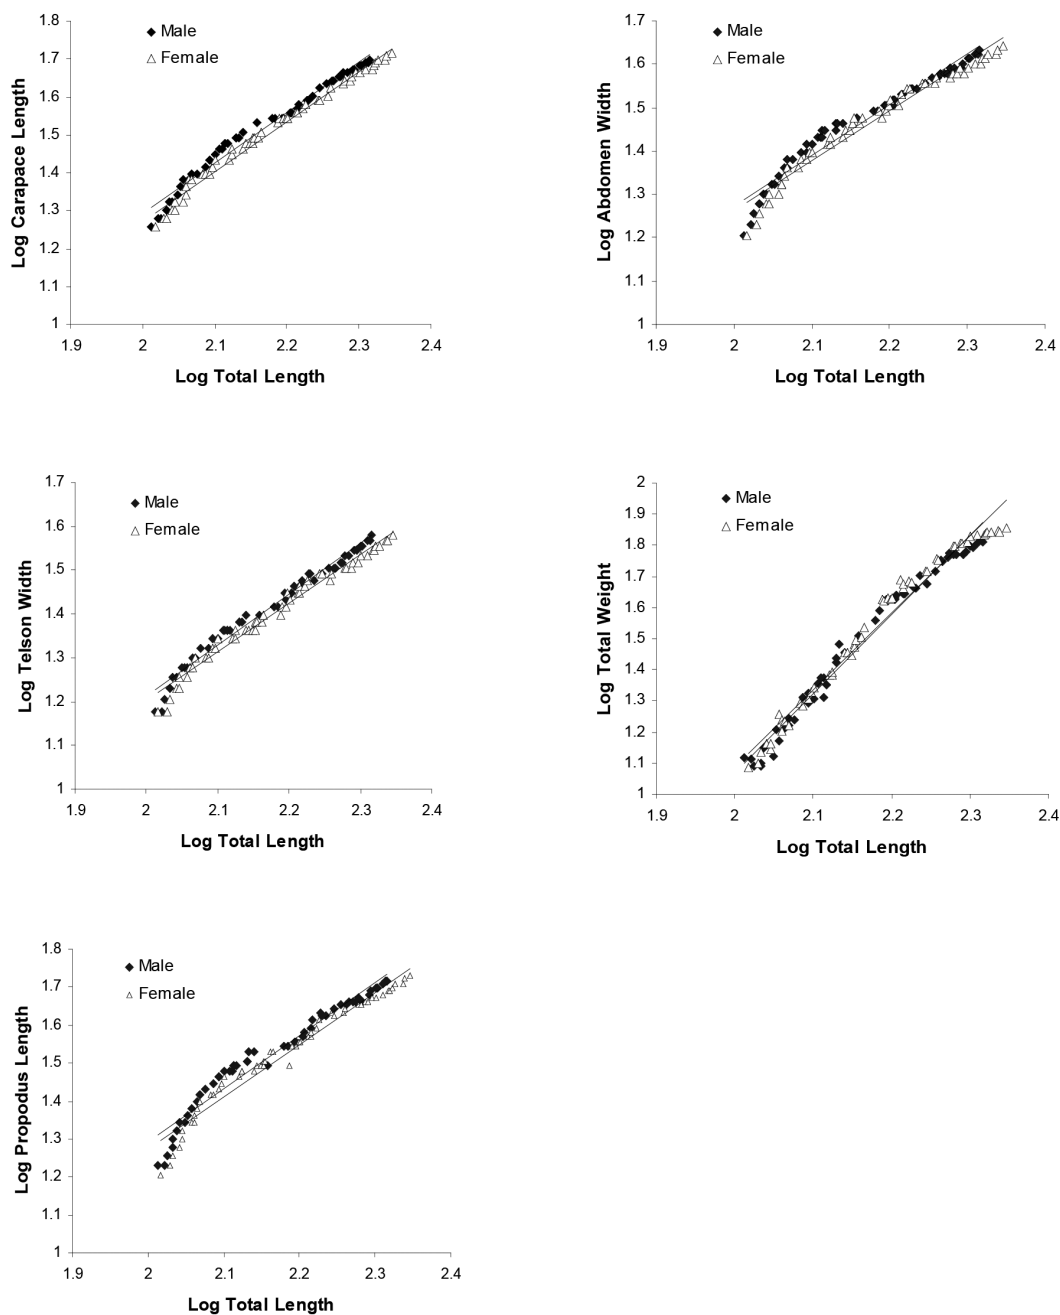 1.8
1.7
1.6
1.5
1.4
1.3
1.2
1.1
1
1.9 2 2.1 2.2 2.3 2.4
Log Carapace Length
Log Total Length
Male
Female
1.7
1.6
1.5
1.4
1.3
1.2
1.1
1
1.9 2 2.1 2.2 2.3 2.4
Log Abdomen Width
Log Total Length
Male
Female
1.7
1.6
1.5
1.4
1.3
1.2
1.1
1
1.9 2 2.1 2.2 2.3 2.4
Log Telson Width
Log Total Length
Male
Female
2
1.9
1.8
1.7
1.6
1.5
1.4
1.3
1.2
1.1
1
1.9 2 2.1 2.2 2.3 2.4
Log Total Weight
Log Total Length
Male
Female
1.8
1.7
1.6
1.5
1.4
1.3
1.2
1.1
1
1.9 2 2.1 2.2 2.3 2.4
Log Propodus Length
Log Total Length
Male
Female